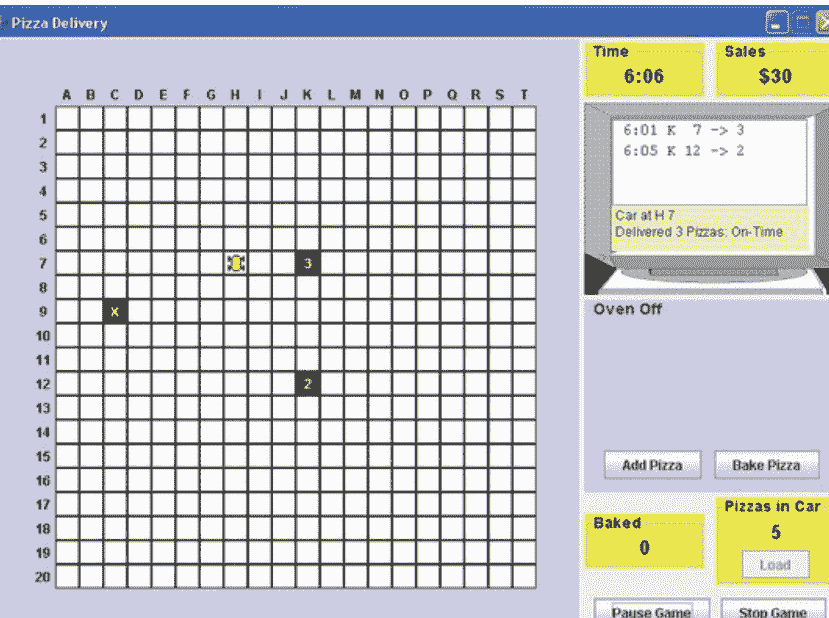 Pizza Delivery
Time
6:06
Sales
$30
A B C D E F G H I J K L M N O P Q R S T
1
2
3
4
5
6
7 3
8
9 X
10
11
12 2
13
14
15
16
17
18
19
20
6:01 K 7 -> 3
6:05 K 12 -> 2
Car at H 7
Delivered 3 Pizzas: On-Time
Oven Off
Add Pizza
Bake Pizza
Baked
0
Pizzas in Car
5
Load
Pause Game
Stop Game